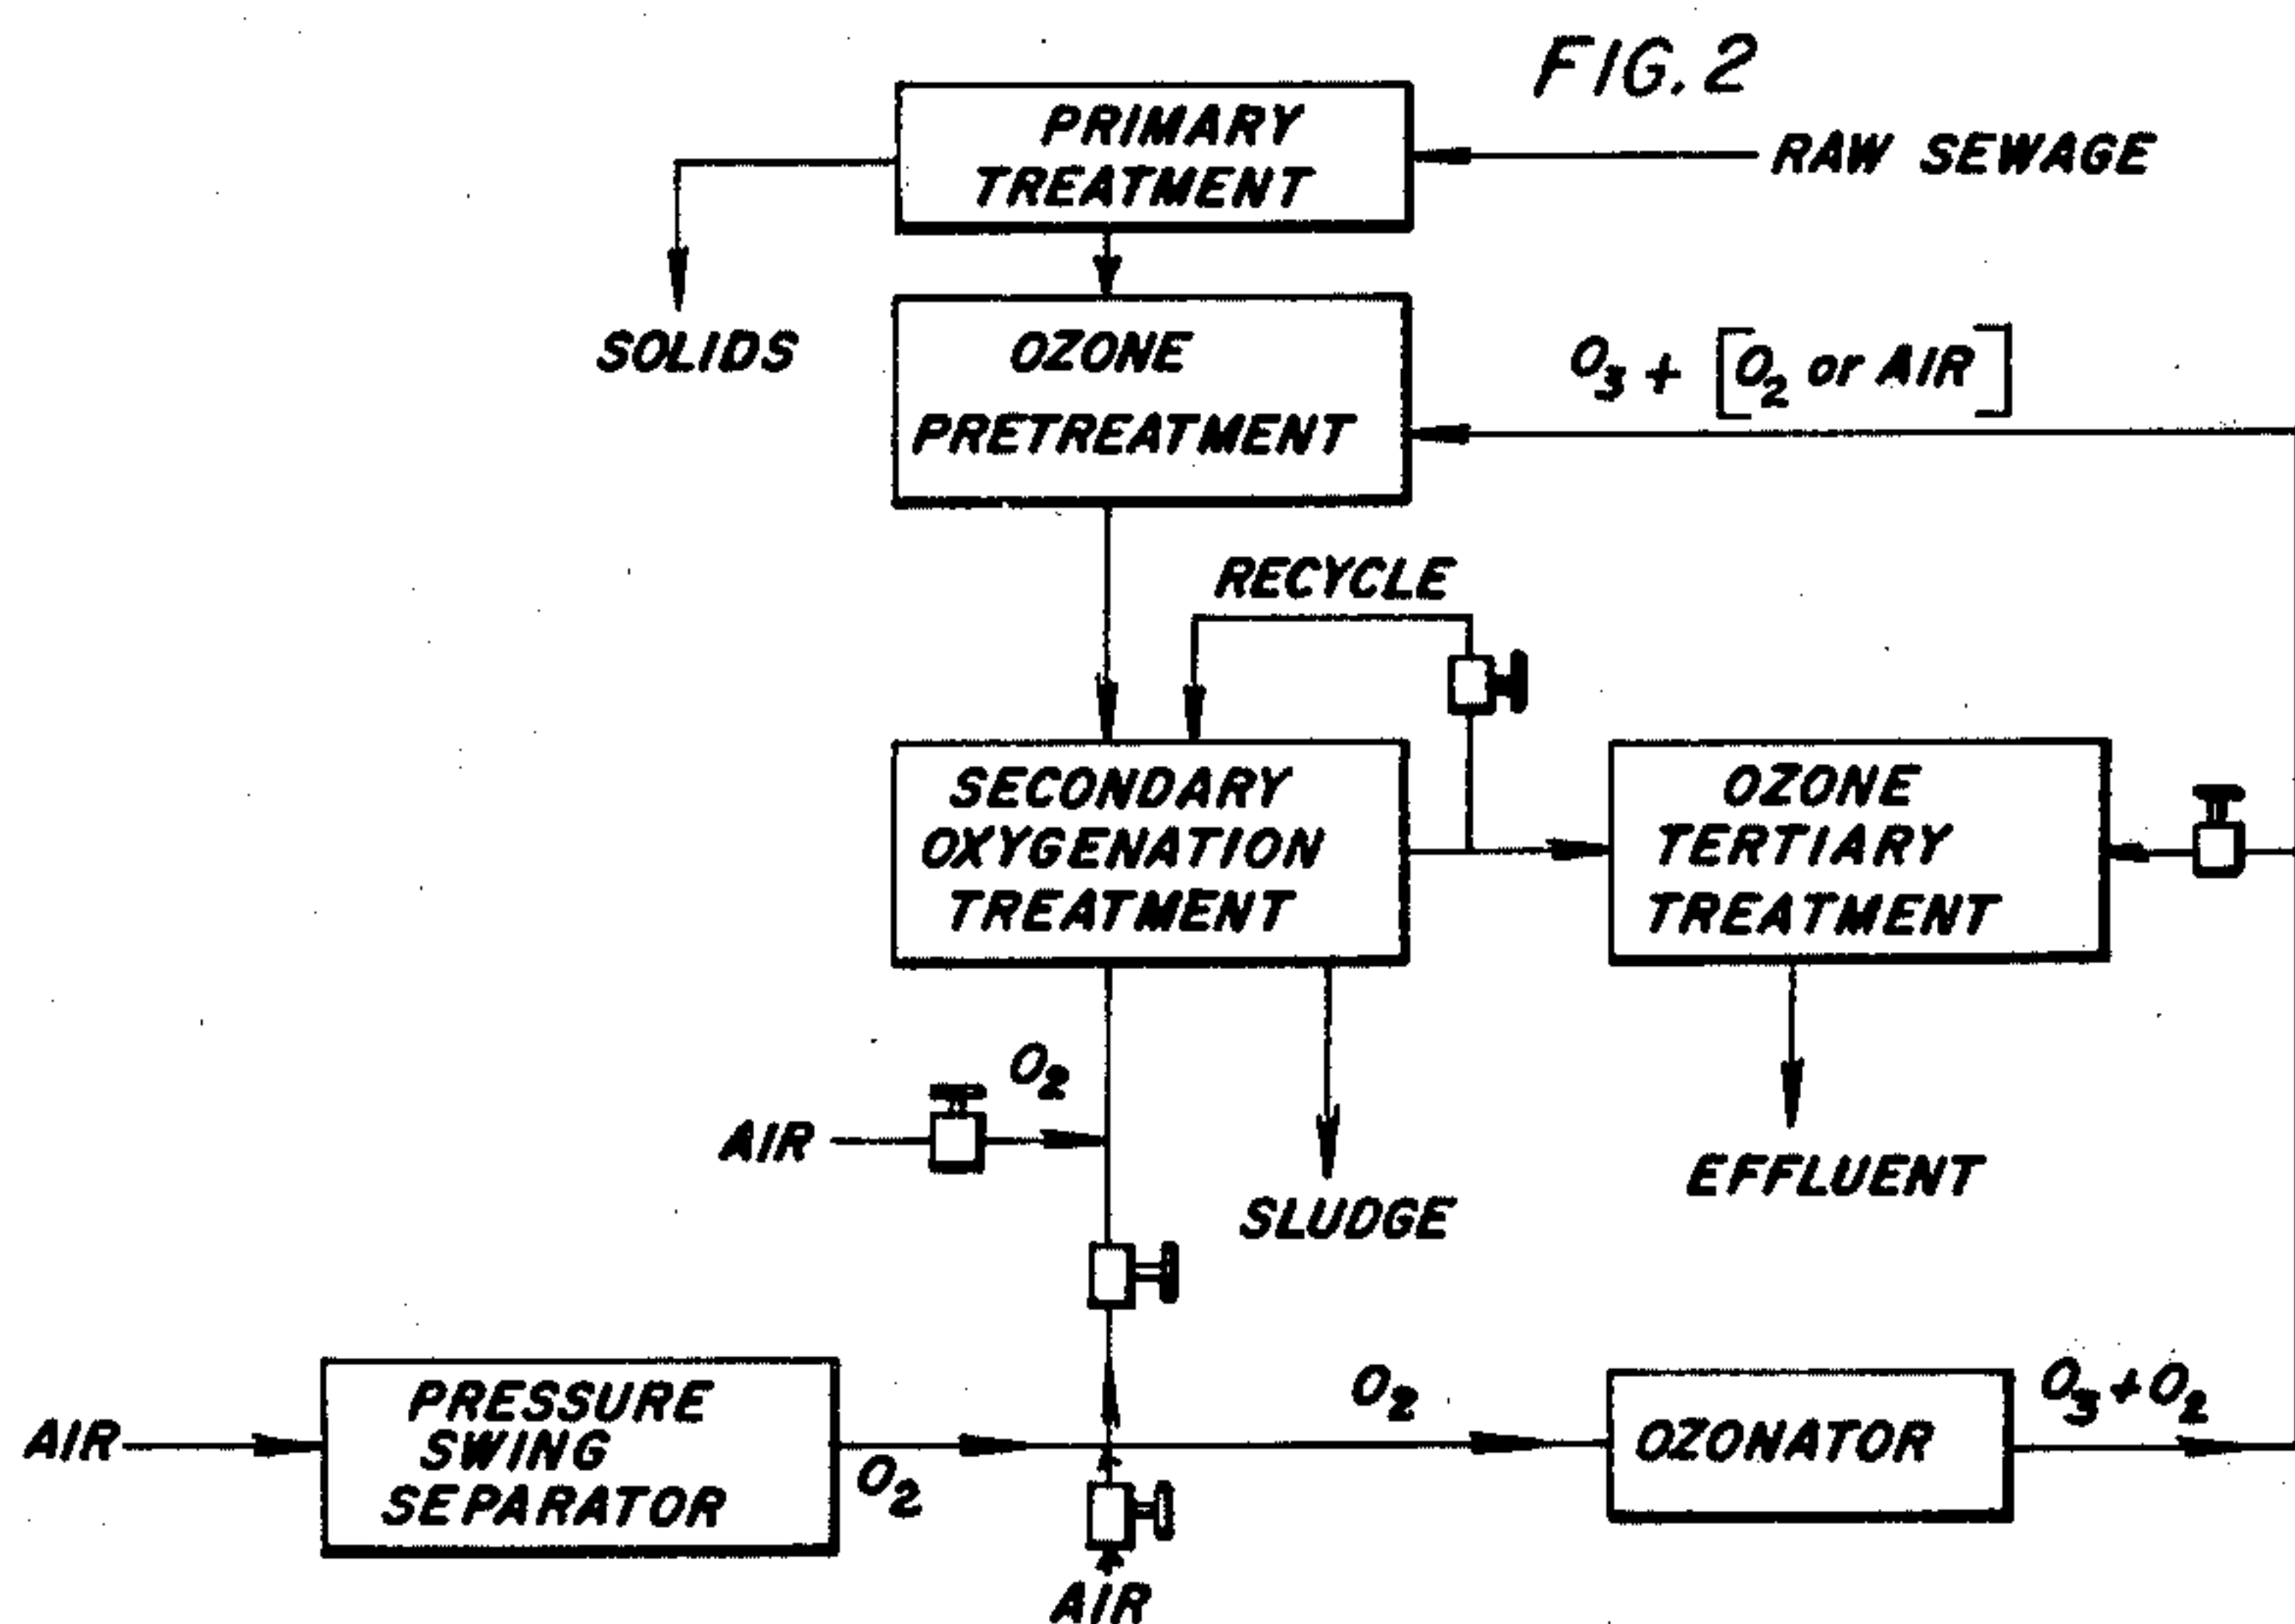 FIG. 2
PRIMARY
TREATMENT
RAW SEWAGE
SOLIDS
OZONE
PRETREATMENT
O3 + [O2 or AIR]
RECYCLE
SECONDARY
OXYGENATION
TREATMENT
OZONE
TERTIARY
TREATMENT
O2
AIR
SLUDGE
EFFLUENT
PRESSURE
SWING
SEPARATOR
AIR
O2
O2
OZONATOR
O3 + O2
AIR